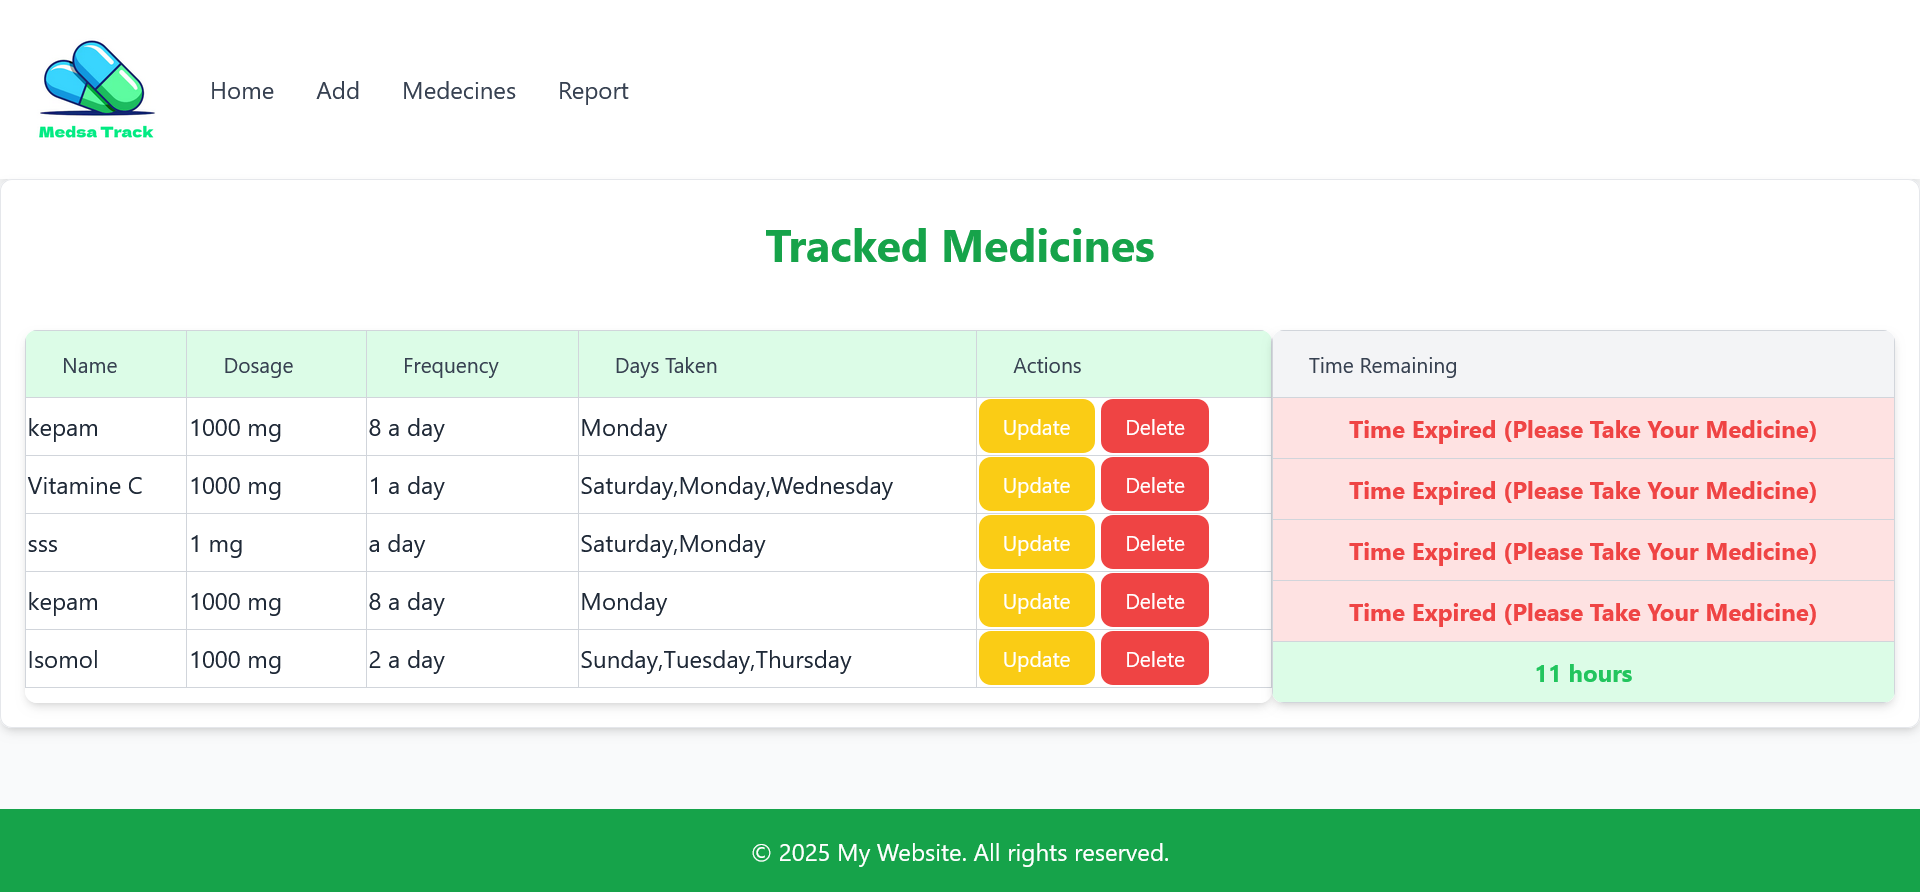 Medsa Track
Home Add Medecines Report
Tracked Medicines
Name Dosage Frequency Days Taken Actions Time Remaining
kepam 1000 mg 8 a day Monday Update Delete Time Expired (Please Take Your Medicine)
Vitamine C 1000 mg 1 a day Saturday,Monday,Wednesday Update Delete Time Expired (Please Take Your Medicine)
sss 1 mg a day Saturday,Monday Update Delete Time Expired (Please Take Your Medicine)
kepam 1000 mg 8 a day Monday Update Delete Time Expired (Please Take Your Medicine)
Isomol 1000 mg 2 a day Sunday,Tuesday,Thursday Update Delete 11 hours
© 2025 My Website. All rights reserved.